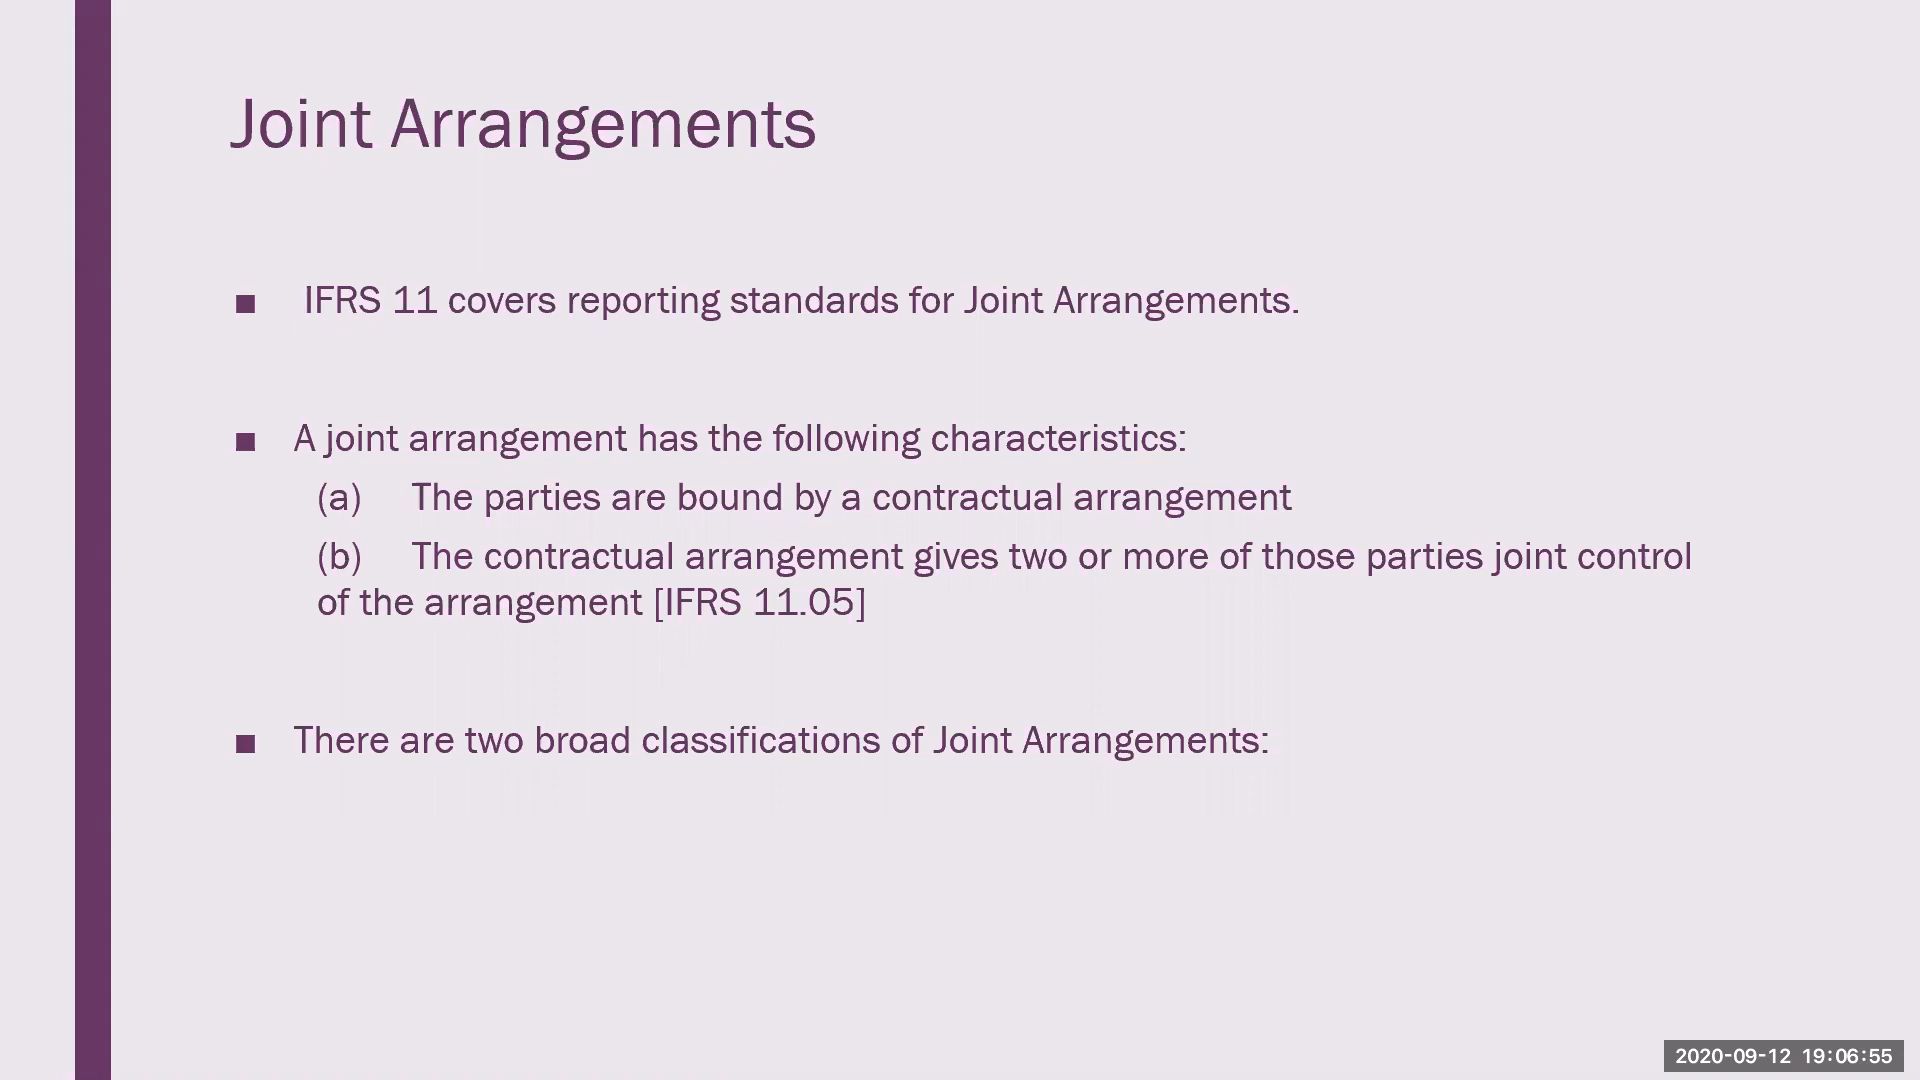 Joint Arrangements
■ IFRS 11 covers reporting standards for Joint Arrangements.
■ A joint arrangement has the following characteristics:
(a) The parties are bound by a contractual arrangement
(b) The contractual arrangement gives two or more of those parties joint control
of the arrangement [IFRS 11.05]
■ There are two broad classifications of Joint Arrangements:
2020-09-12 19:06:55